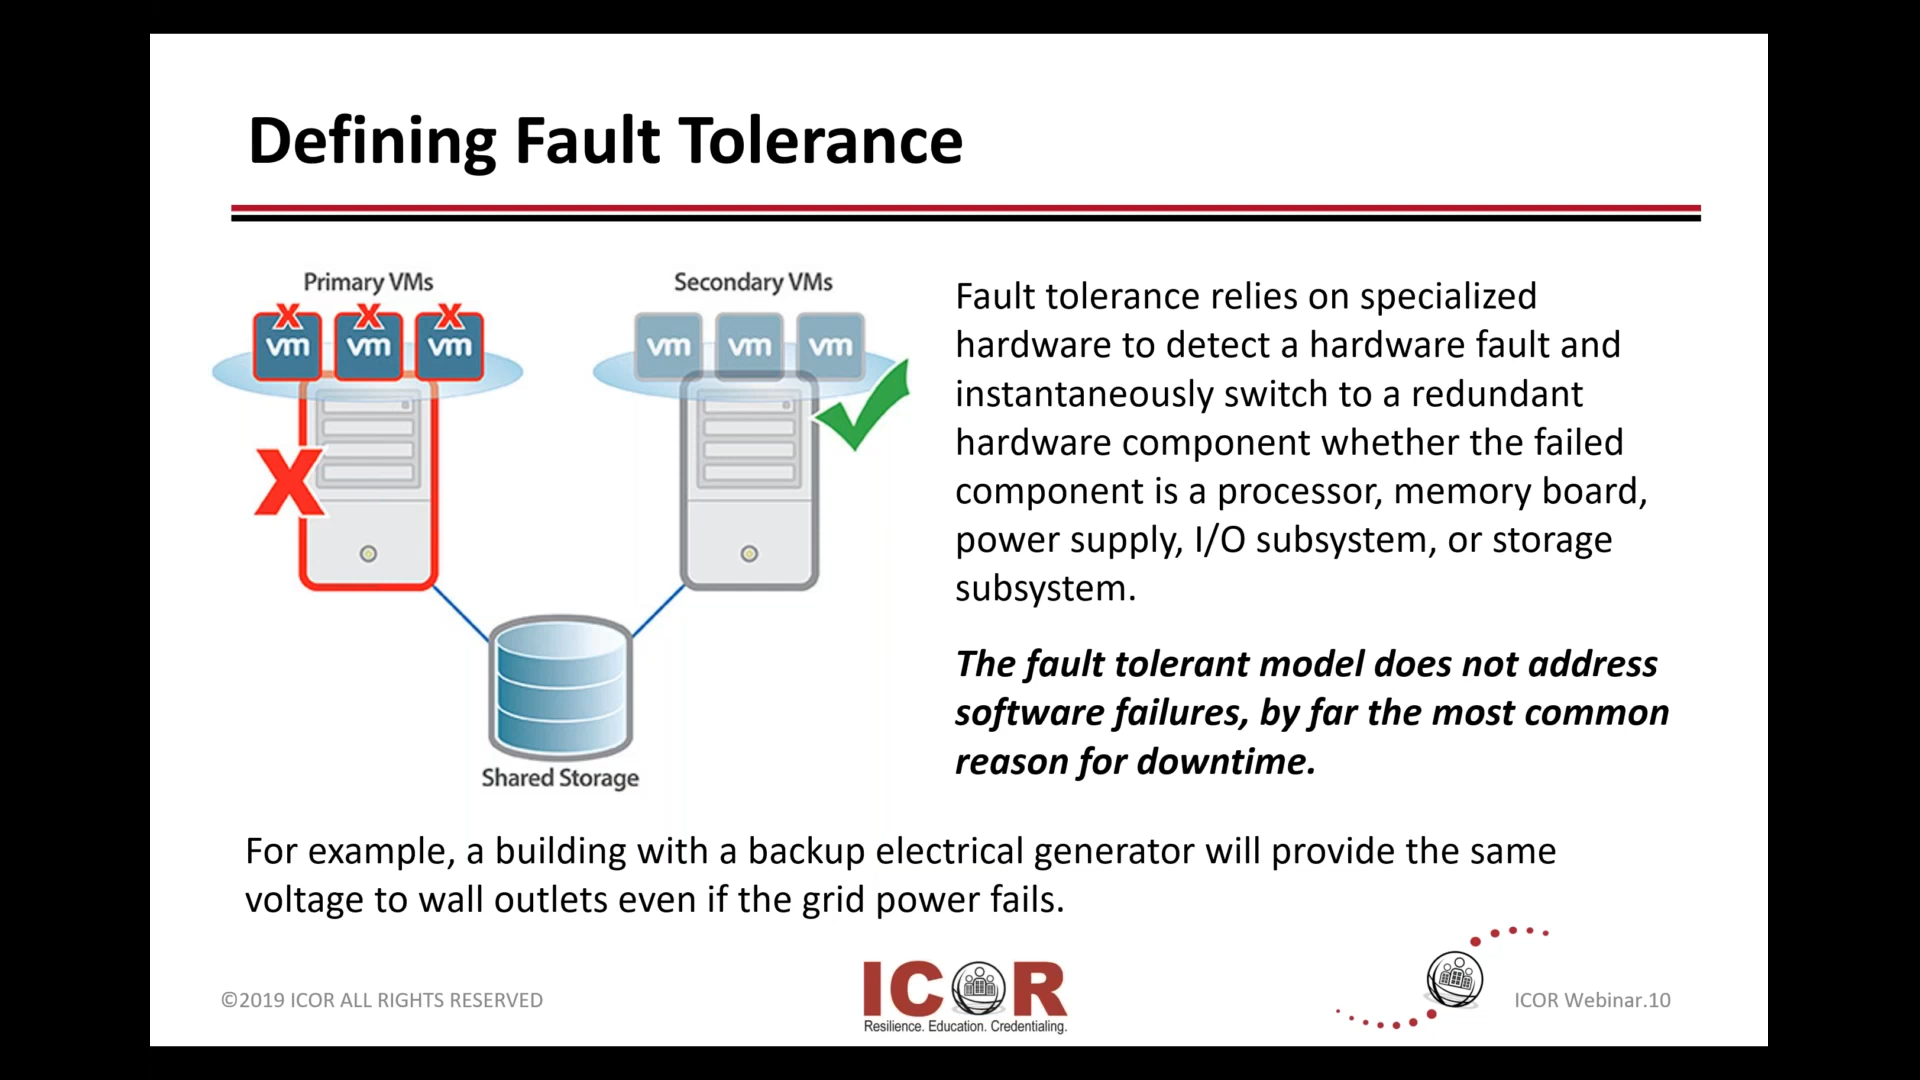 Defining Fault Tolerance
Primary VMs
X X X
vm vm vm
X
Secondary VMs
vm vm vm
Shared Storage
Fault tolerance relies on specialized
hardware to detect a hardware fault and
instantaneously switch to a redundant
hardware component whether the failed
component is a processor, memory board,
power supply, I/O subsystem, or storage
subsystem.
The fault tolerant model does not address
software failures, by far the most common
reason for downtime.
For example, a building with a backup electrical generator will provide the same
voltage to wall outlets even if the grid power fails.
©2019 ICOR ALL RIGHTS RESERVED
ICOR
Resilience. Education. Credentialing.
ICOR Webinar.10